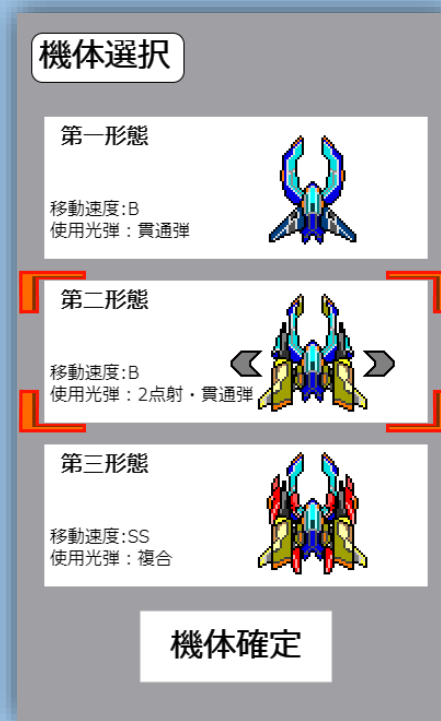 機体選択
第一形態
移動速度:B
使用光弾：貫通弾
第二形態
移動速度:B
使用光弾：2点射・貫通弾
第三形態
移動速度:SS
使用光弾：複合
機体確定